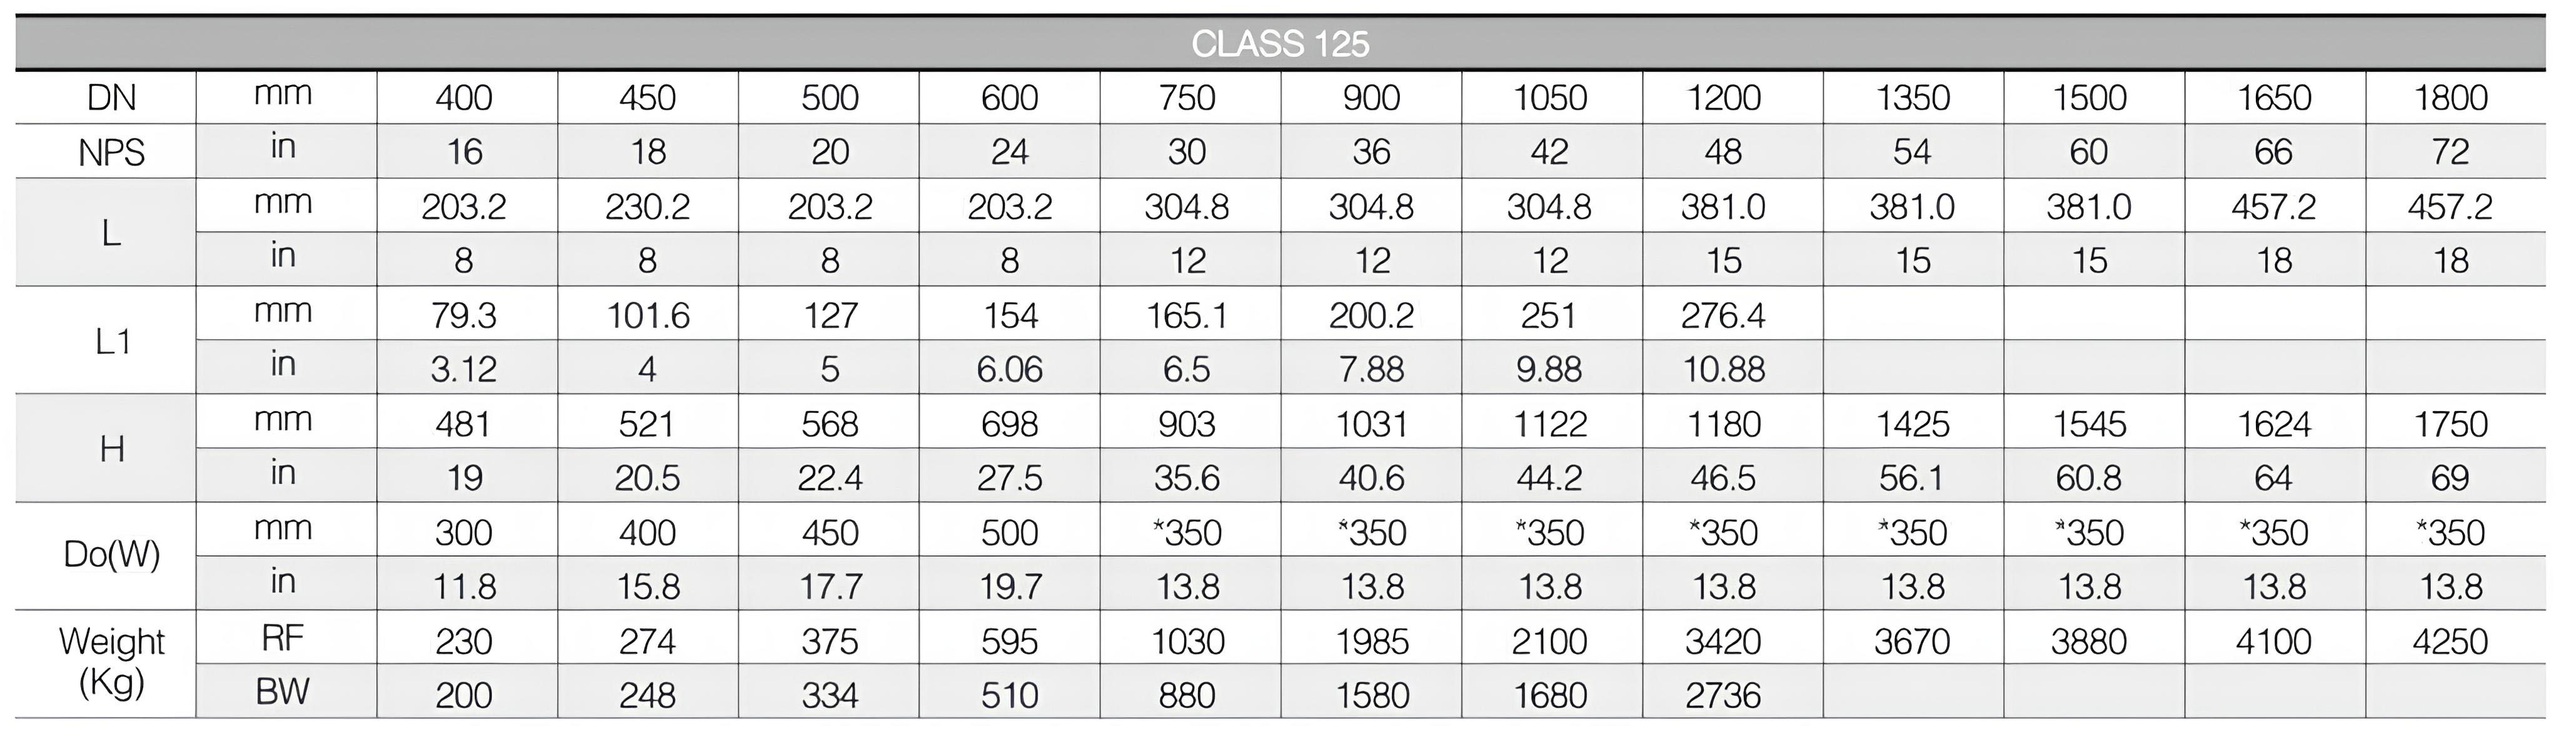 CLASS 125
DN mm 400 450 500 600 750 900 1050 1200 1350 1500 1650 1800
NPS in 16 18 20 24 30 36 42 48 54 60 66 72
L mm 203.2 230.2 203.2 203.2 304.8 304.8 304.8 381.0 381.0 381.0 457.2 457.2
in 8 8 8 8 12 12 12 15 15 15 18 18
L1 mm 79.3 101.6 127 154 165.1 200.2 251 276.4
in 3.12 4 5 6.06 6.5 7.88 9.88 10.88
H mm 481 521 568 698 903 1031 1122 1180 1425 1545 1624 1750
in 19 20.5 22.4 27.5 35.6 40.6 44.2 46.5 56.1 60.8 64 69
Do(W) mm 300 400 450 500 *350 *350 *350 *350 *350 *350 *350 *350
in 11.8 15.8 17.7 19.7 13.8 13.8 13.8 13.8 13.8 13.8 13.8 13.8
Weight (Kg) RF 230 274 375 595 1030 1985 2100 3420 3670 3880 4100 4250
BW 200 248 334 510 880 1580 1680 2736